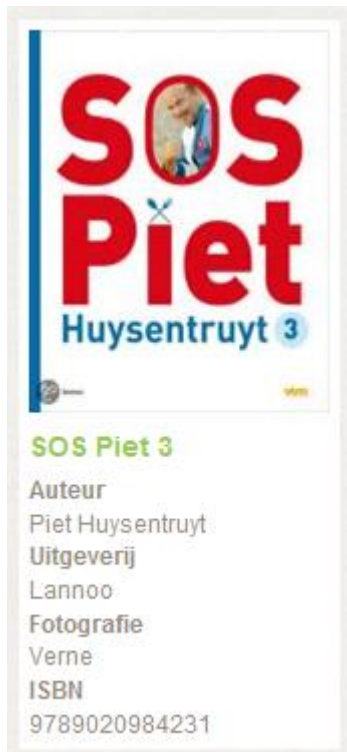 SOS
Piet
Huysentruyt 3
vtm
SOS Piet 3
Auteur
Piet Huysentruyt
Uitgeverij
Lannoo
Fotografie
Verne
ISBN
9789020984231